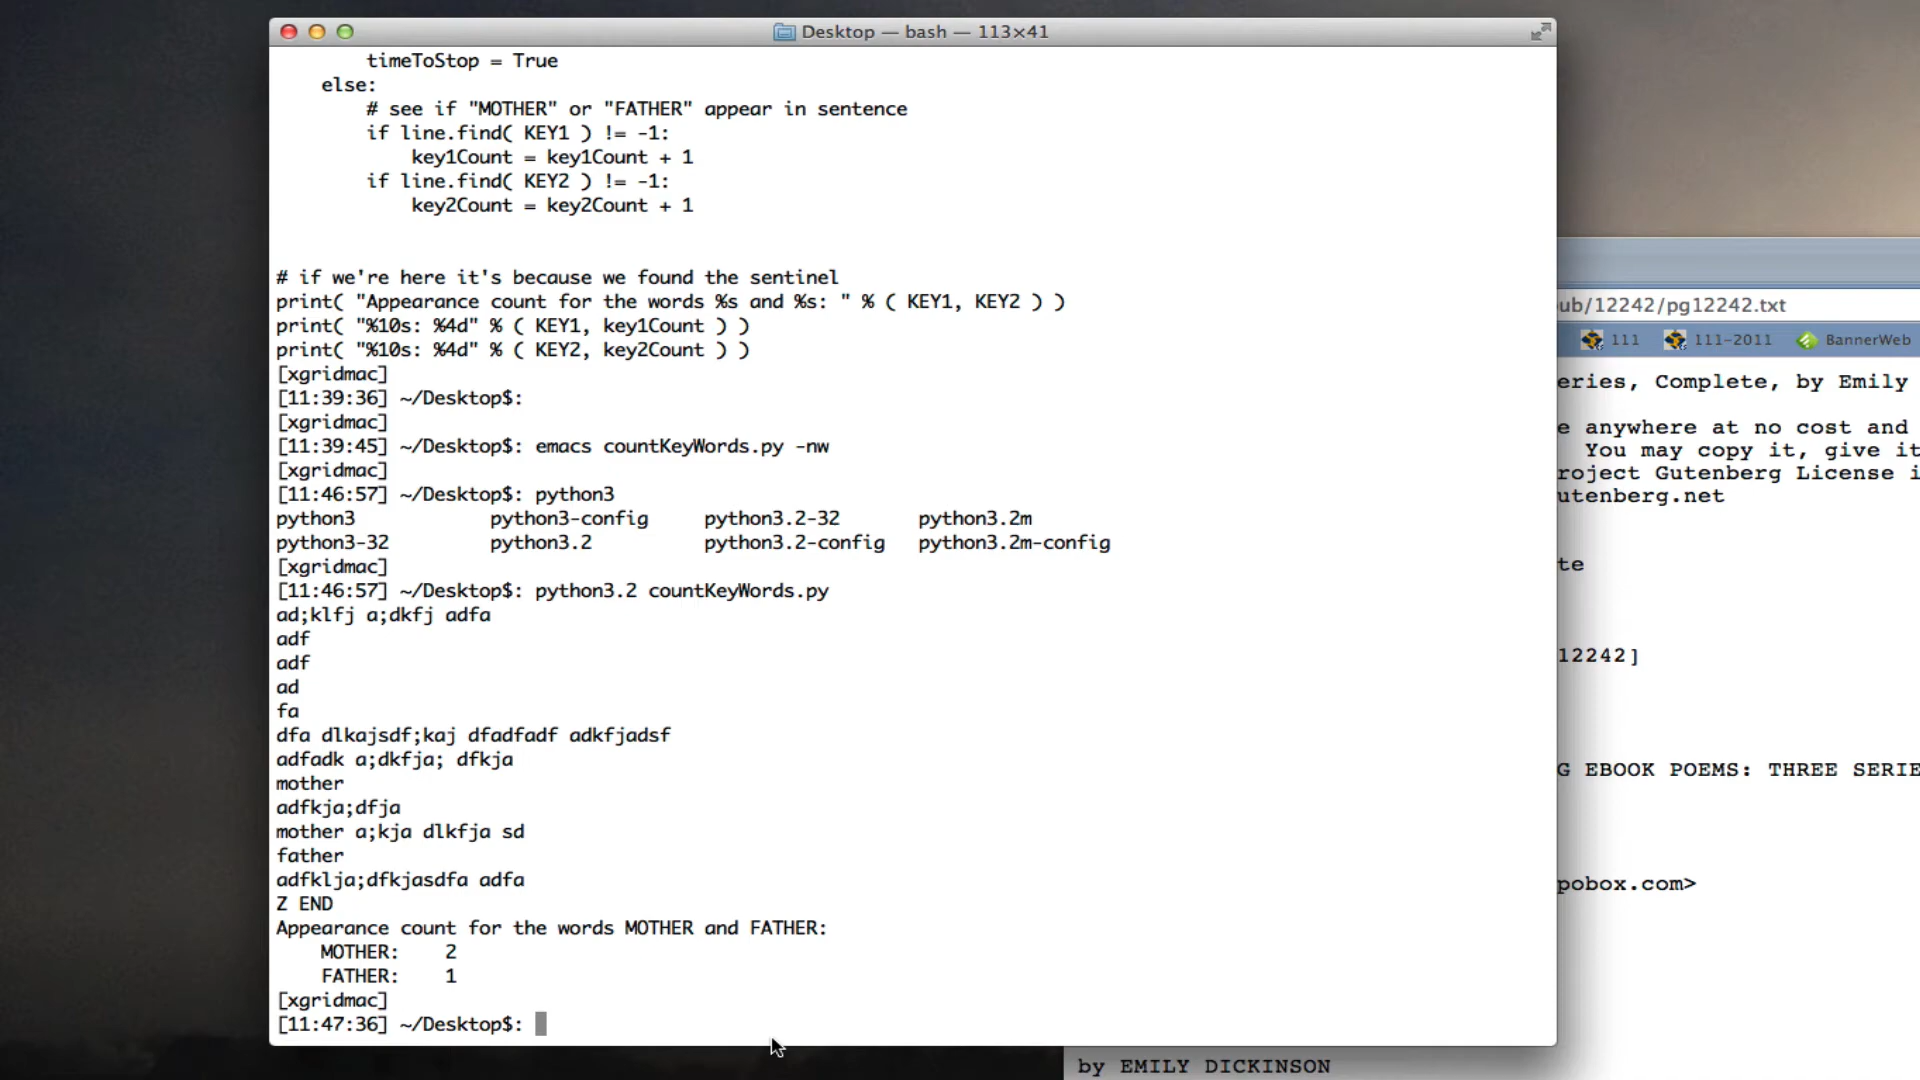 Desktop — bash — 113×41
timeToStop = True
else:
# see if "MOTHER" or "FATHER" appear in sentence
if line.find( KEY1 ) != -1:
key1Count = key1Count + 1
if line.find( KEY2 ) != -1:
key2Count = key2Count + 1
# if we're here it's because we found the sentinel
print( "Appearance count for the words %s and %s: " % ( KEY1, KEY2 ) )
print( "%10s: %4d" % ( KEY1, key1Count ) )
print( "%10s: %4d" % ( KEY2, key2Count ) )
[xgridmac]
[11:39:36] ~/Desktop$:
[xgridmac]
[11:39:45] ~/Desktop$: emacs countKeyWords.py -nw
[xgridmac]
[11:46:57] ~/Desktop$: python3
python3 python3-config python3.2-32 python3.2m
python3-32 python3.2 python3.2-config python3.2m-config
[xgridmac]
[11:46:57] ~/Desktop$: python3.2 countKeyWords.py
ad;klfj a;dkfj adfa
adf
adf
ad
fa
dfa dlkajsdf;kaj dfadfadf adkfjadsf
adfadk a;dkfja; dfkja
mother
adfkja;dfja
mother a;kja dlkfja sd
father
adfklja;dfkjasdfa adfa
Z END
Appearance count for the words MOTHER and FATHER:
MOTHER: 2
FATHER: 1
[xgridmac]
[11:47:36] ~/Desktop$:
ub/12242/pg12242.txt
111 111-2011 BannerWeb
eries, Complete, by Emily
e anywhere at no cost and
You may copy it, give it
roject Gutenberg License i
utenberg.net
te
12242]
G EBOOK POEMS: THREE SERIE
pobox.com>
by EMILY DICKINSON